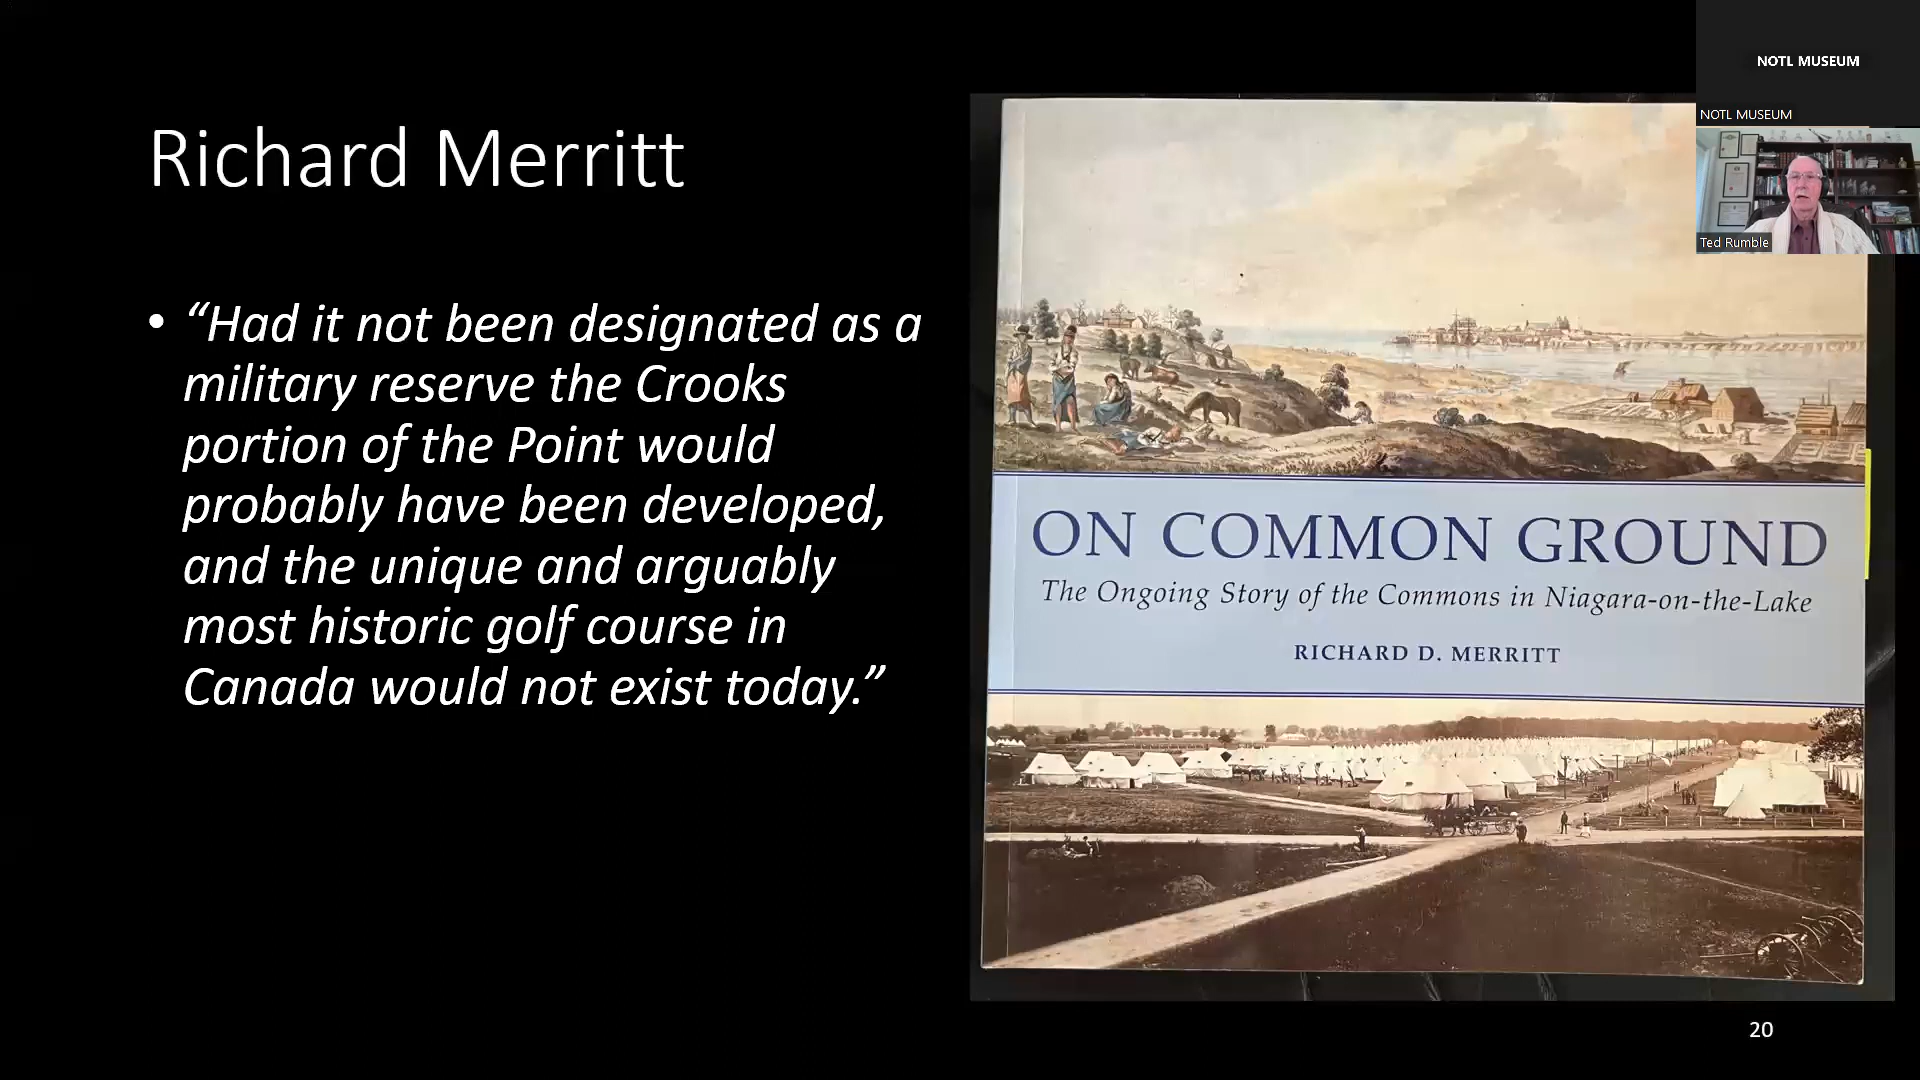 NOTL MUSEUM
NOTL MUSEUM
Ted Rumble
Richard Merritt
• “Had it not been designated as a
military reserve the Crooks
portion of the Point would
probably have been developed,
and the unique and arguably
most historic golf course in
Canada would not exist today.”
ON COMMON GROUND
The Ongoing Story of the Commons in Niagara-on-the-Lake
RICHARD D. MERRITT
20